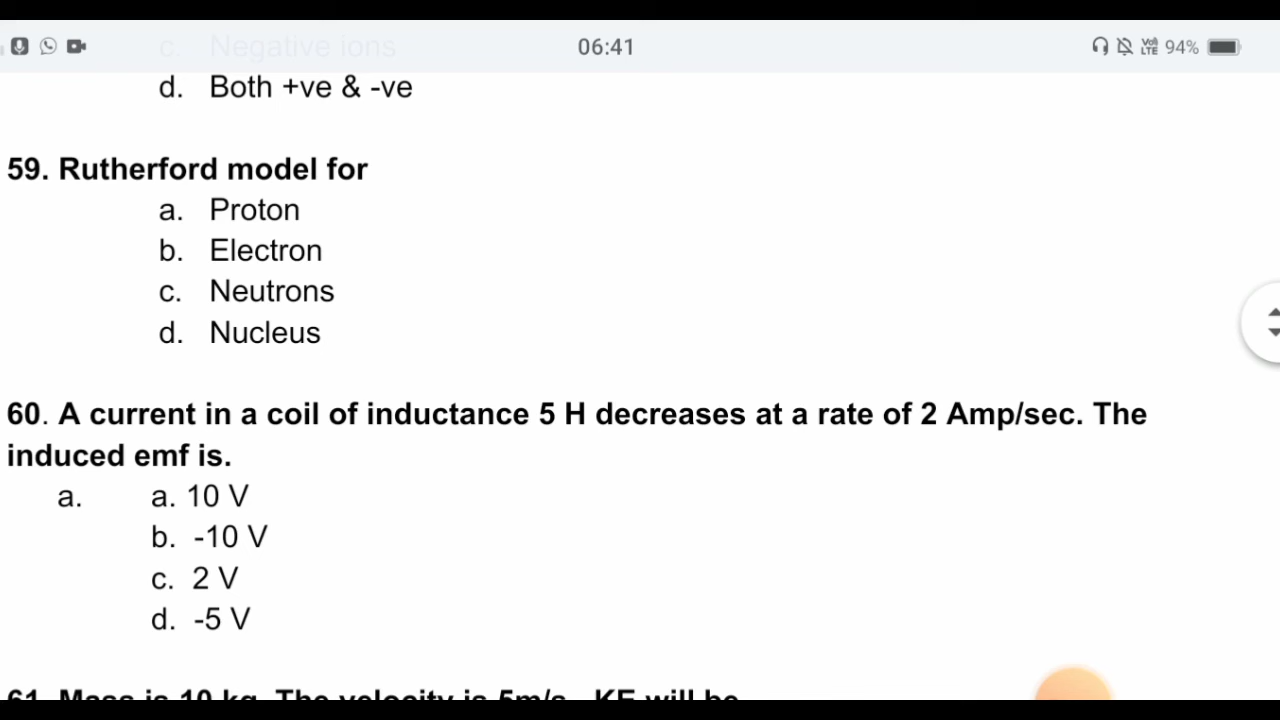 c. Negative ions
06:41
94%
d. Both +ve & -ve
59. Rutherford model for
a. Proton
b. Electron
c. Neutrons
d. Nucleus
60. A current in a coil of inductance 5 H decreases at a rate of 2 Amp/sec. The
induced emf is.
a. a. 10 V
b. -10 V
c. 2 V
d. -5 V
61. Mass is 10 kg. The velocity is 5m/s. KE will be